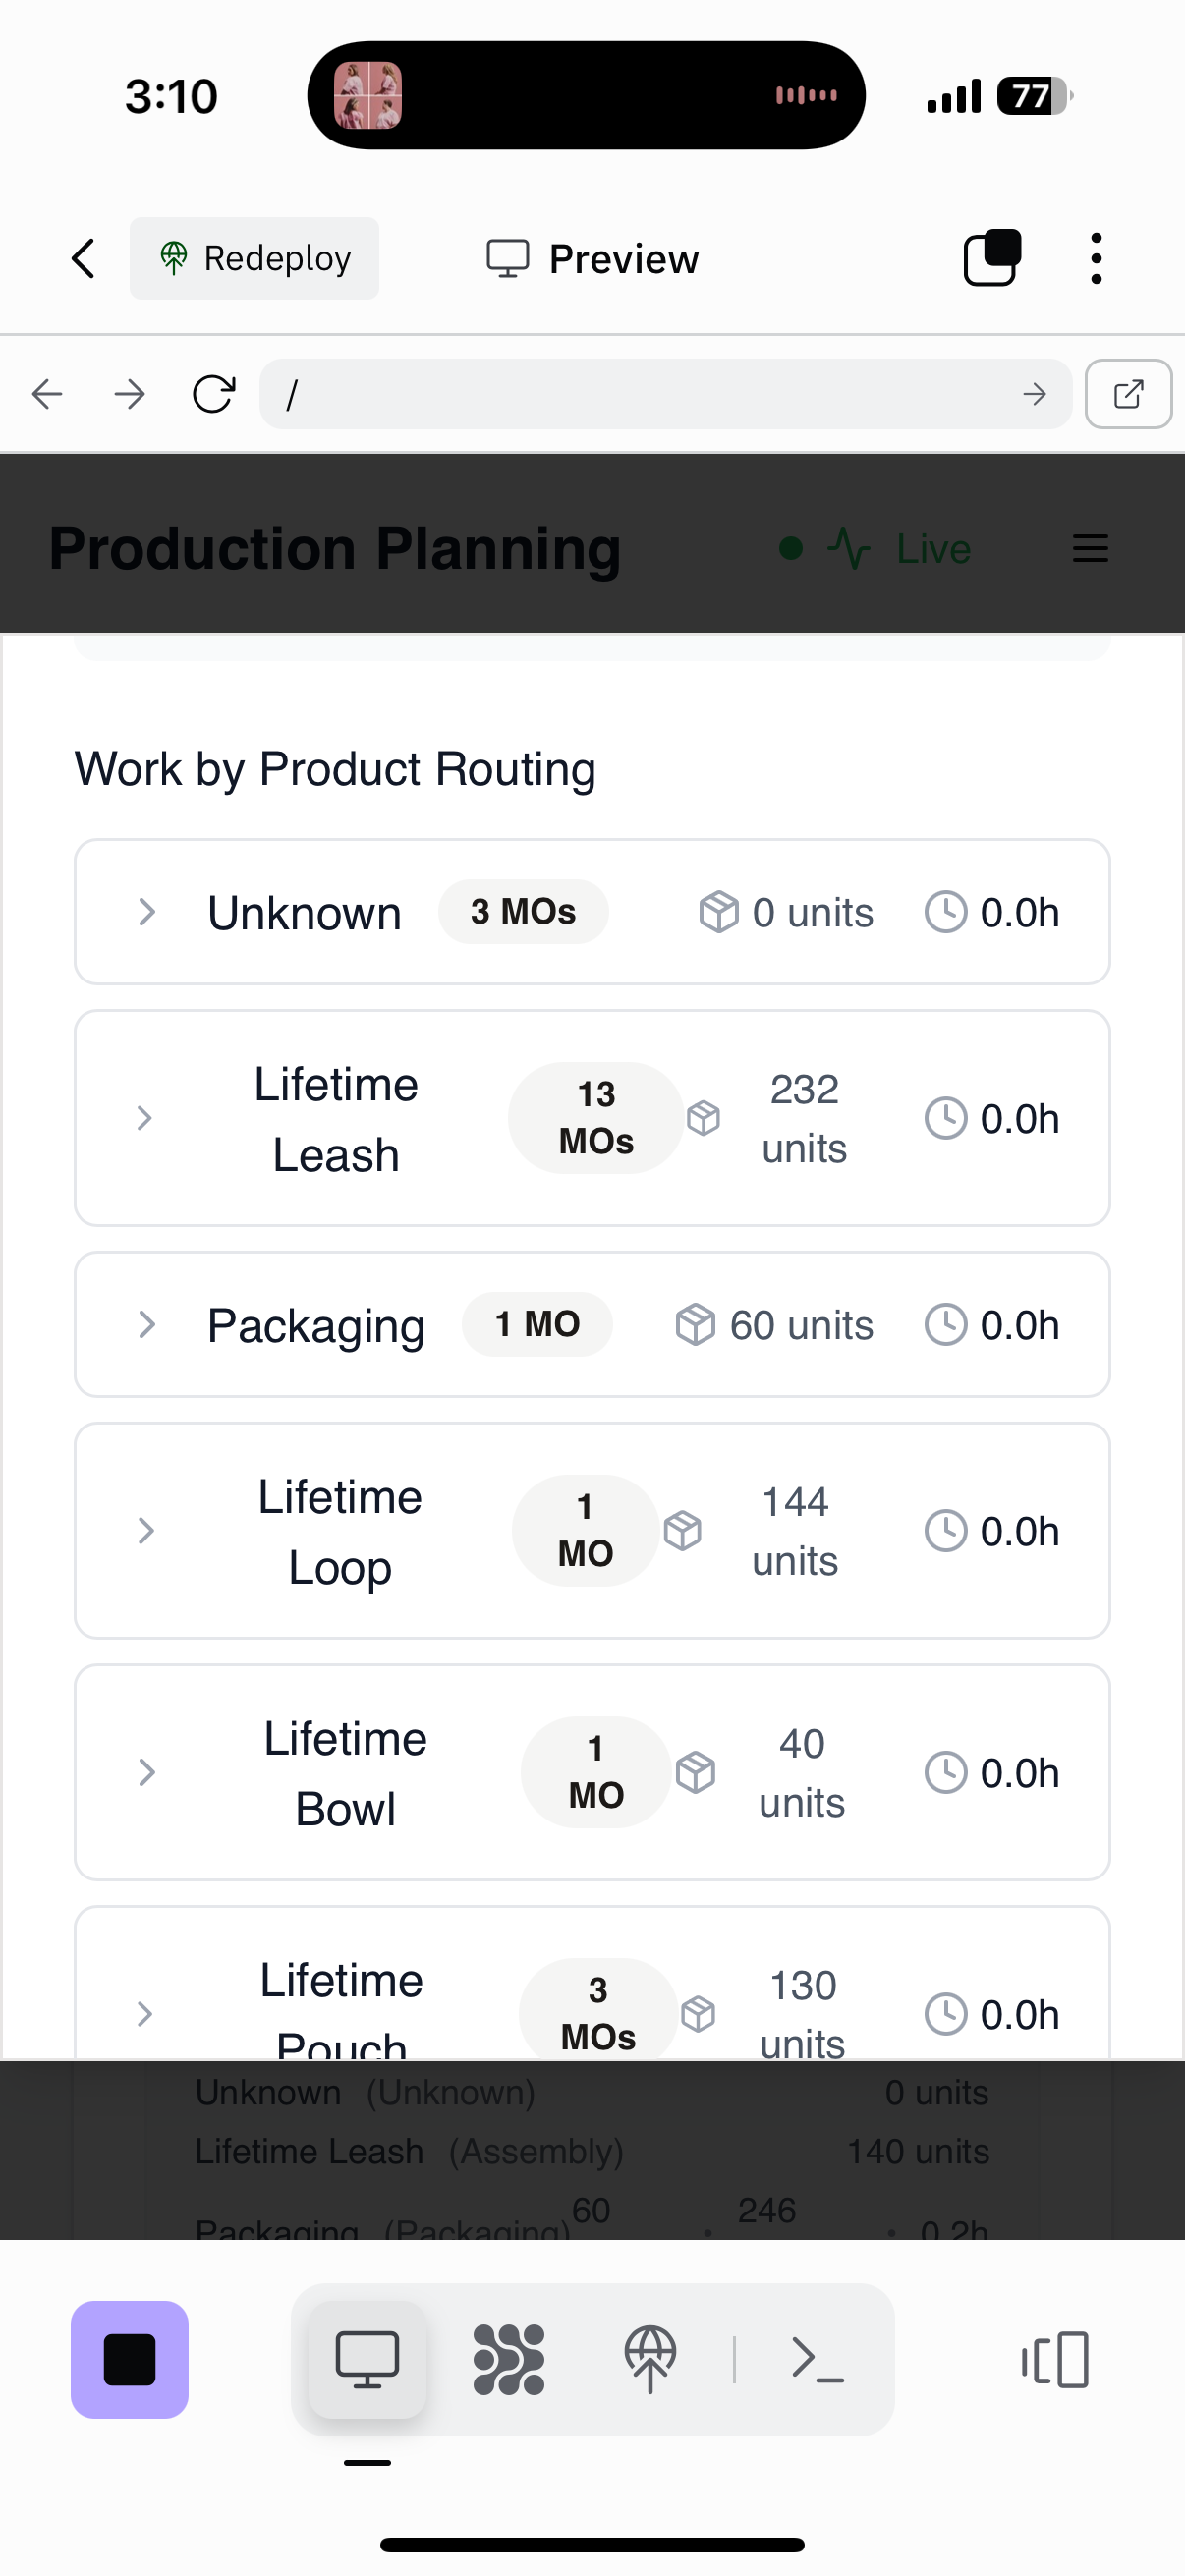 3:10
77
Redeploy
Preview
/
Production Planning
Live
Work by Product Routing
Unknown 3 MOs 0 units 0.0h
Lifetime Leash 13 MOs 232 units 0.0h
Packaging 1 MO 60 units 0.0h
Lifetime Loop 1 MO 144 units 0.0h
Lifetime Bowl 1 MO 40 units 0.0h
Lifetime Pouch 3 MOs 130 units 0.0h
Unknown (Unknown) 0 units
Lifetime Leash (Assembly) 140 units
Packaging (Packaging) 60 • 246 • 0.2h